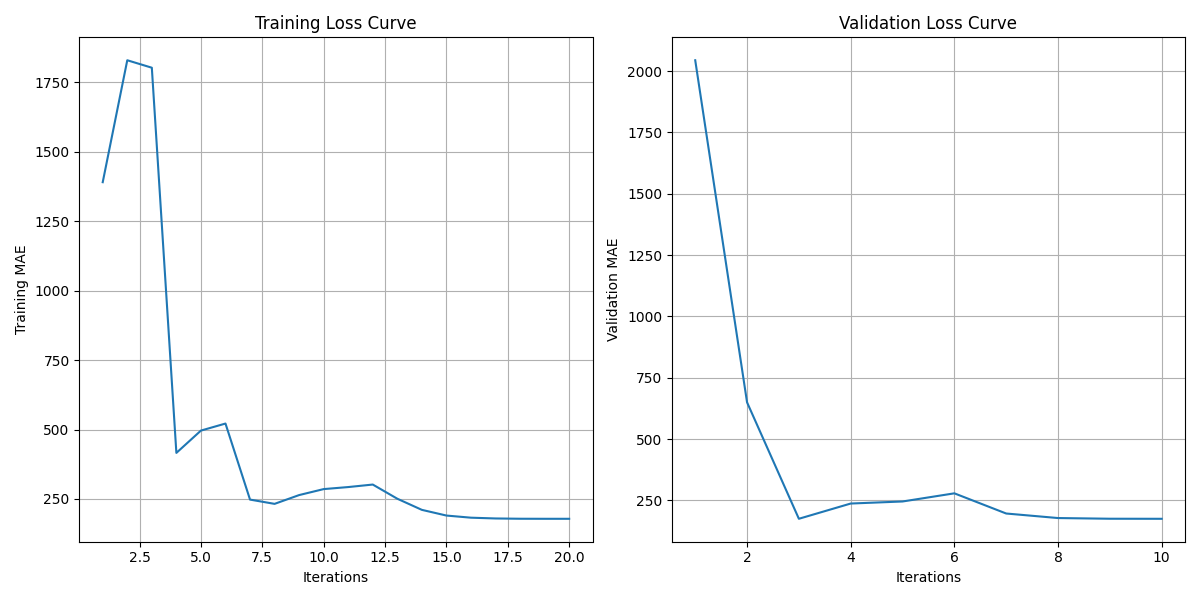 Training Loss Curve
Training MAE
1750
1500
1250
1000
750
500
250
2.5 5.0 7.5 10.0 12.5 15.0 17.5 20.0
Iterations
Validation Loss Curve
Validation MAE
2000
1750
1500
1250
1000
750
500
250
2 4 6 8 10
Iterations